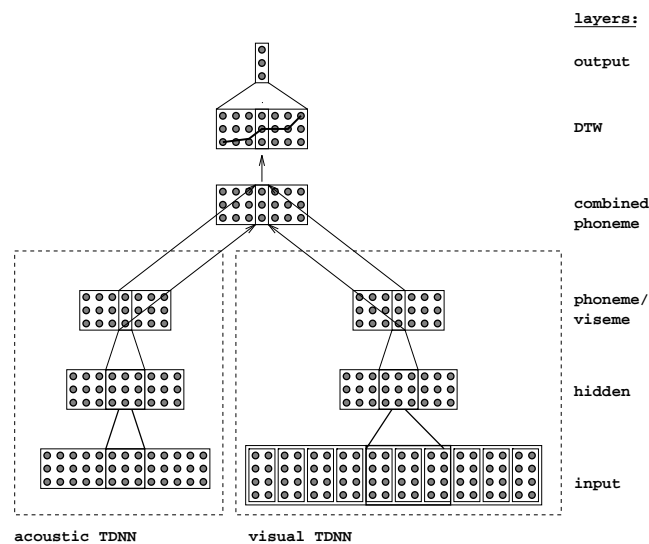 layers:
output
DTW
combined
phoneme
phoneme/
viseme
hidden
input
acoustic TDNN
visual TDNN